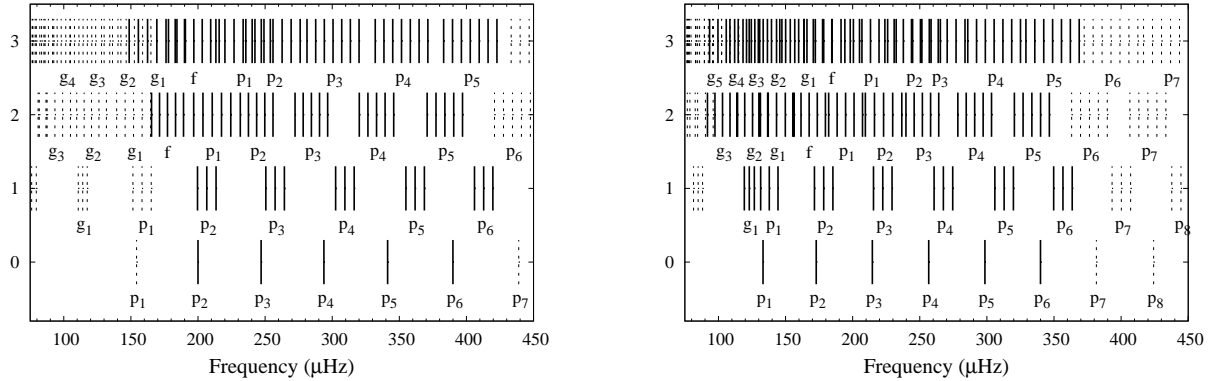 3
g4 g3 g2 g1 f p1 p2 p3 p4 p5
2
g3 g2 g1 f p1 p2 p3 p4 p5 p6
1
g1 p1 p2 p3 p4 p5 p6
0
p1 p2 p3 p4 p5 p6 p7
100 150 200 250 300 350 400 450
Frequency (μHz)
3
g5 g4 g3 g2 g1 f p1 p2 p3 p4 p5 p6 p7
2
g3 g2 g1 f p1 p2 p3 p4 p5 p6 p7
1
g1 p1 p2 p3 p4 p5 p6 p7 p8
0
p1 p2 p3 p4 p5 p6 p7 p8
100 150 200 250 300 350 400 450
Frequency (μHz)